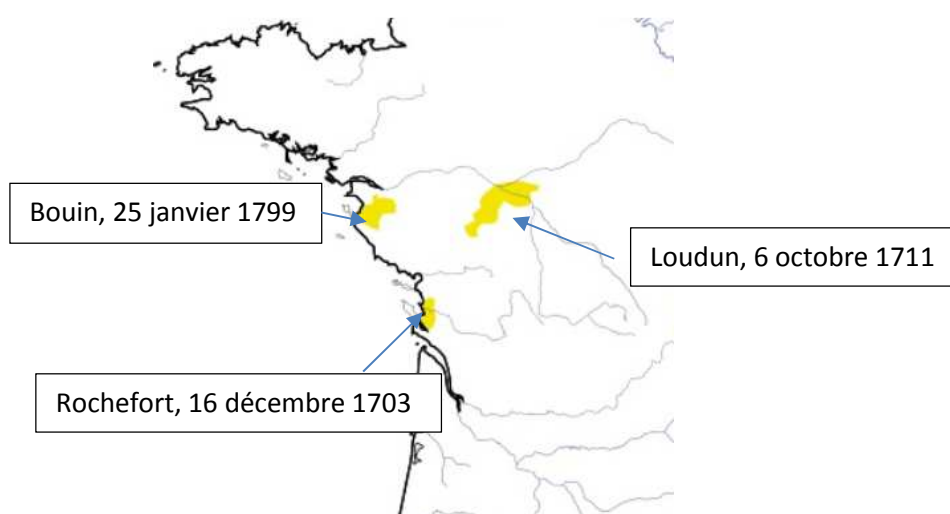 Bouin, 25 janvier 1799
Loudun, 6 octobre 1711
Rochefort, 16 décembre 1703